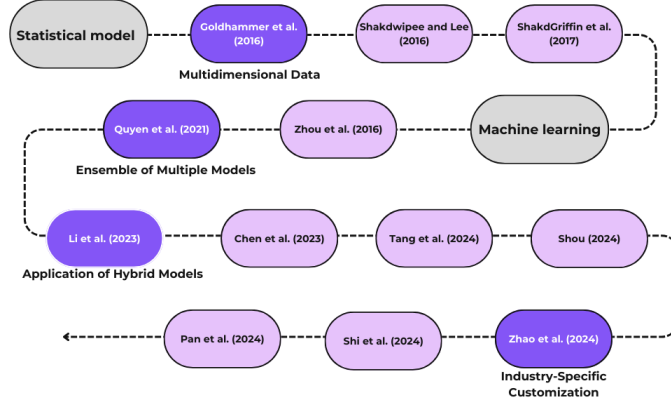 Statistical model
Goldhammer et al.
(2016)
Multidimensional Data
Shakdwipee and Lee
(2016)
ShakdGriffin et al.
(2017)
Machine learning
Zhou et al. (2016)
Quyen et al. (2021)
Ensemble of Multiple Models
Li et al. (2023)
Application of Hybrid Models
Chen et al. (2023)
Tang et al. (2024)
Shou (2024)
Zhao et al. (2024)
Industry-Specific
Customization
Shi et al. (2024)
Pan et al. (2024)